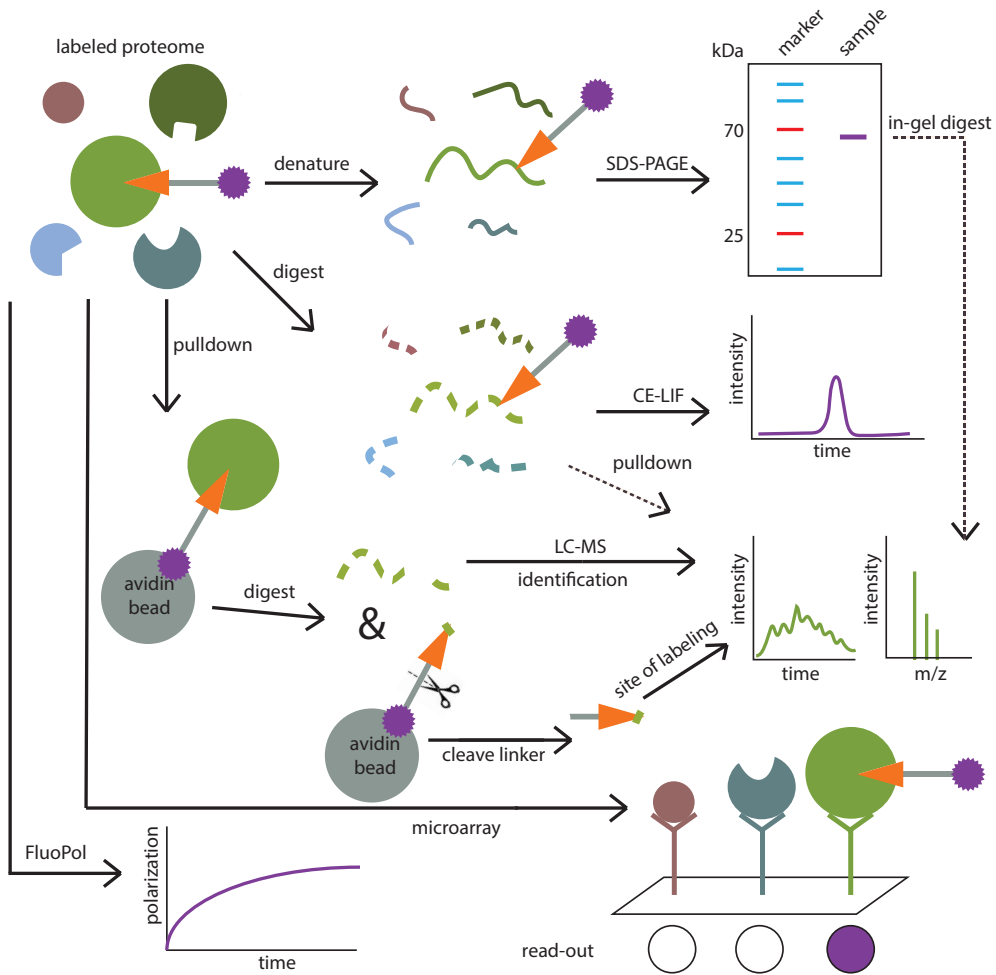 labeled proteome
kDa
marker
sample
70
25
in-gel digest
denature
SDS-PAGE
digest
pulldown
CE-LIF
intensity
time
pulldown
avidin
bead
digest
&
LC-MS
identification
intensity
time
intensity
m/z
site of labeling
avidin
bead
cleave linker
microarray
FluoPol
polarization
time
read-out